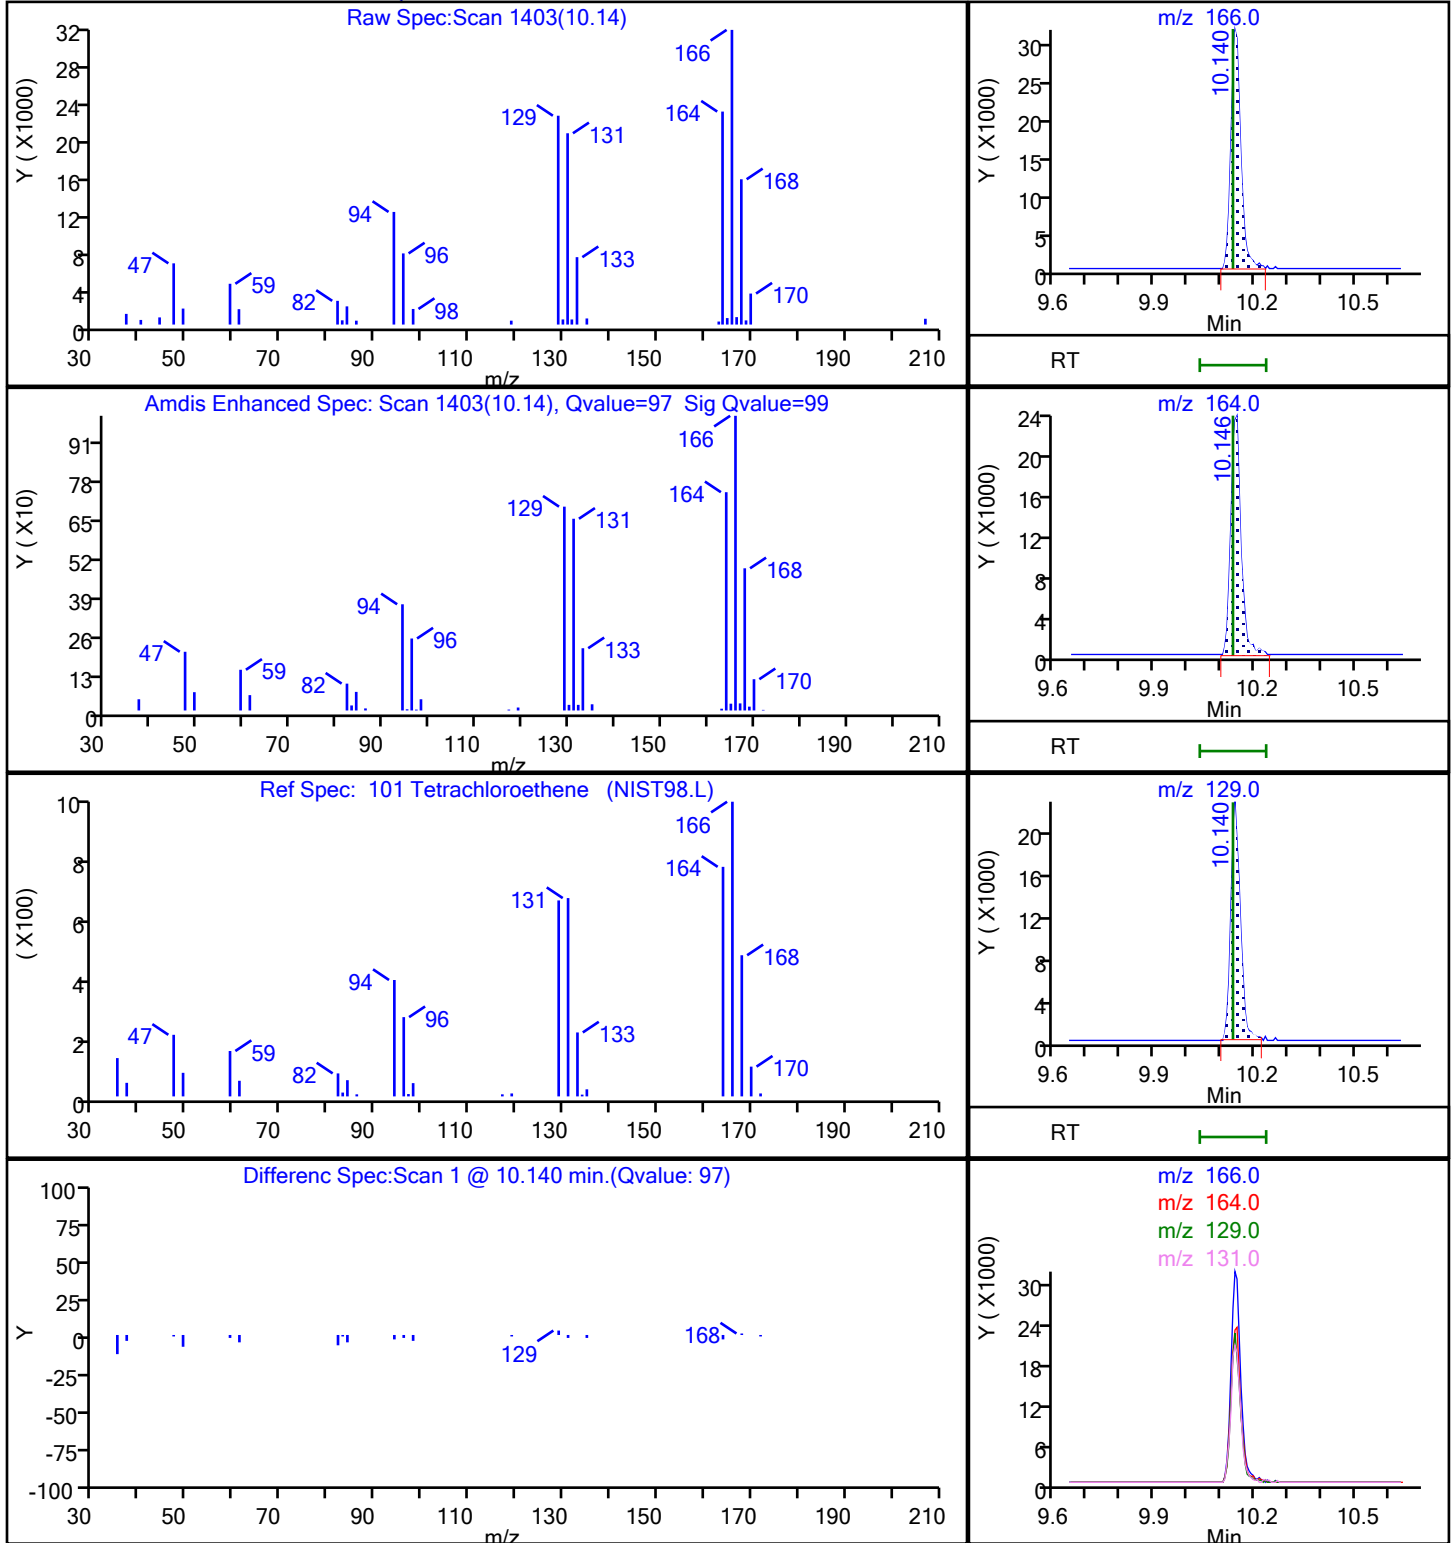 Raw Spec:Scan 1403(10.14)
Y ( X1000)
32
28
24
20
16
12
8
4
0
166
164
129
131
168
94
96
133
47
59
82
98
170
30 50 70 90 110 130 150 170 190 210
m/z
m/z 166.0
Y ( X1000)
30
25
20
15
10
5
0
10.140
9.6 9.9 10.2 10.5
Min
RT
Amdis Enhanced Spec: Scan 1403(10.14), Qvalue=97 Sig Qvalue=99
Y ( X10)
91
78
65
52
39
26
13
0
166
164
129
131
168
94
96
133
47
59
82
170
30 50 70 90 110 130 150 170 190 210
m/z
m/z 164.0
Y ( X1000)
24
20
16
12
8
4
0
10.146
9.6 9.9 10.2 10.5
Min
RT
Ref Spec: 101 Tetrachloroethene (NIST98.L)
( X100)
10
8
6
4
2
0
166
164
131
168
94
96
133
47
59
82
170
30 50 70 90 110 130 150 170 190 210
m/z
m/z 129.0
Y ( X1000)
20
16
12
8
4
0
10.140
9.6 9.9 10.2 10.5
Min
RT
Differenc Spec:Scan 1 @ 10.140 min.(Qvalue: 97)
Y
100
75
50
25
0
-25
-50
-75
-100
129
168
30 50 70 90 110 130 150 170 190 210
m/z
m/z 166.0
m/z 164.0
m/z 129.0
m/z 131.0
Y ( X1000)
30
24
18
12
6
0
9.6 9.9 10.2 10.5
Min